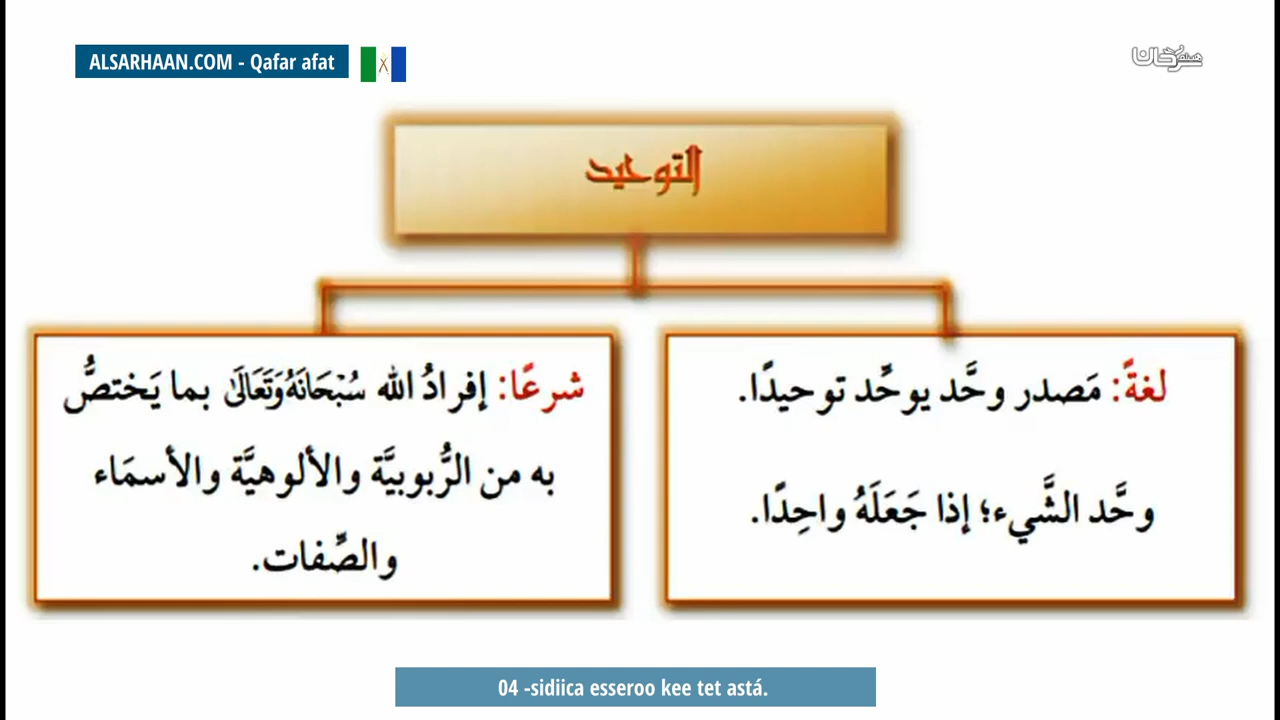 ALSARHAAN.COM - Qafar afat
سرحان
التوحيد
لغةً: مَصدر وحَّد يوحِّد توحيدًا.
وحَّد الشَّيء؛ إذا جَعَلَهُ واحِدًا.
شرعًا: إفرادُ الله سُبْحَانَهُ وَتَعَالَىٰ بما يَختصُّ
به من الرُّبوبيَّة والألوهيَّة والأسمَاء
والصِّفات.
04 -sidiica esseroo kee tet astá.